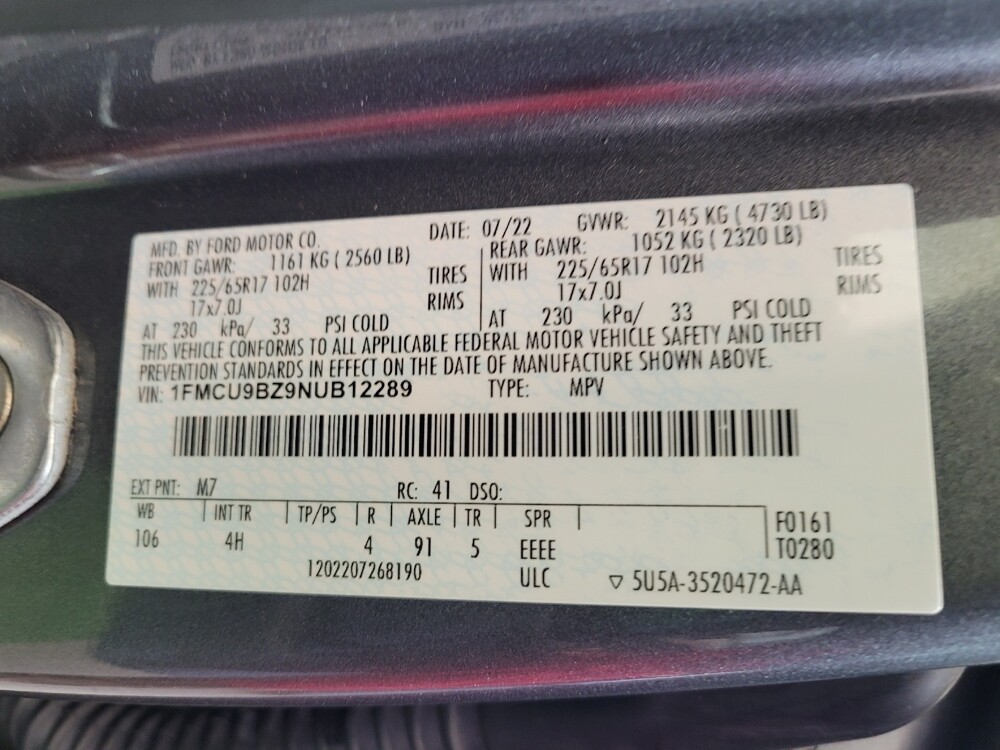 MFD. BY FORD MOTOR CO. DATE: 07/22 GVWR: 2145 KG ( 4730 LB)
FRONT GAWR: 1161 KG ( 2560 LB) REAR GAWR: 1052 KG ( 2320 LB)
WITH 225/65R17 102H TIRES WITH 225/65R17 102H TIRES
17x7.0J RIMS 17x7.0J RIMS
AT 230 kPa/ 33 PSI COLD AT 230 kPa/ 33 PSI COLD
THIS VEHICLE CONFORMS TO ALL APPLICABLE FEDERAL MOTOR VEHICLE SAFETY AND THEFT
PREVENTION STANDARDS IN EFFECT ON THE DATE OF MANUFACTURE SHOWN ABOVE.
VIN: 1FMCU9BZ9NUB12289 TYPE: MPV
EXT PNT: M7 RC: 41 DSO:
WB INT TR TP/PS R AXLE TR SPR F0161
106 4H 4 91 5 EEEE T0280
1202207268190 ULC ▽ 5U5A-3520472-AA